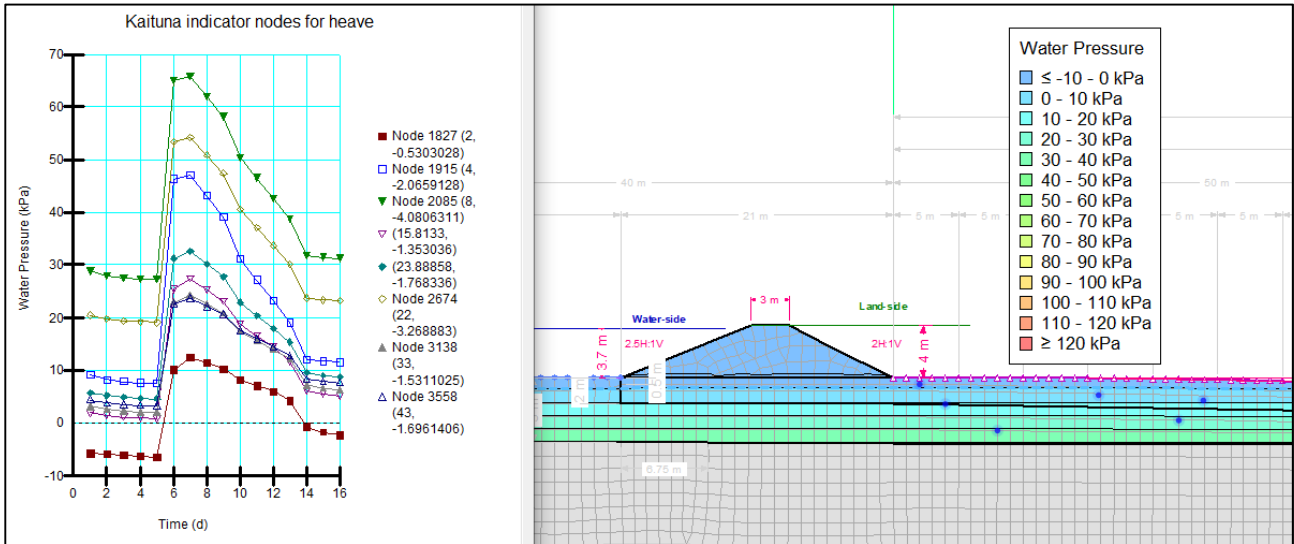 Kaituna indicator nodes for heave
70
60
50
40
30
20
10
0
-10
Water Pressure (kPa)
0 2 4 6 8 10 12 14 16
Time (d)
Node 1827 (2,
-0.5303028)
Node 1915 (4,
-2.0659128)
Node 2085 (8,
-4.0806311)
(15.8133,
-1.353036)
(23.88858,
-1.768336)
Node 2674
(22,
-3.268883)
Node 3138
(33,
-1.5311025)
Node 3558
(43,
-1.6961406)
40 m
50 m
21 m
5 m
5 m
5 m
3 m
Water-side
Land-side
2.5H:1V
2H:1V
3.7 m
4 m
2 m
0.5 m
6.75 m
Water Pressure
≤ -10 - 0 kPa
0 - 10 kPa
10 - 20 kPa
20 - 30 kPa
30 - 40 kPa
40 - 50 kPa
50 - 60 kPa
60 - 70 kPa
70 - 80 kPa
80 - 90 kPa
90 - 100 kPa
100 - 110 kPa
110 - 120 kPa
≥ 120 kPa